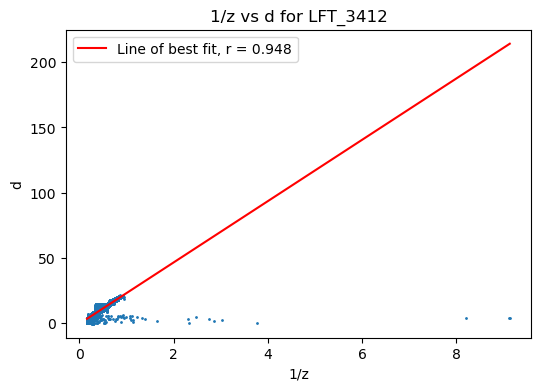 1/z vs d for LFT_3412
Line of best fit, r = 0.948
200
150
100
50
0
d
0 2 4 6 8
1/z